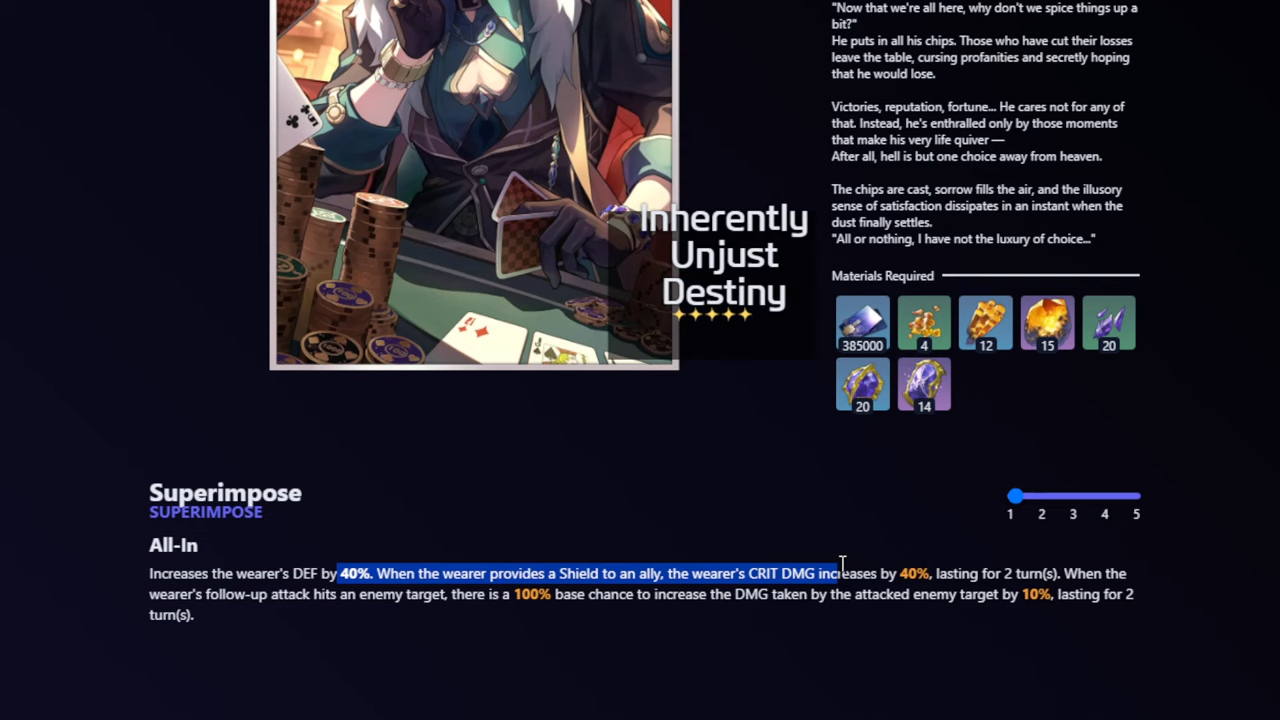 "Now that we're all here, why don't we spice things up a
bit?"
He puts in all his chips. Those who have cut their losses
leave the table, cursing profanities and secretly hoping
that he would lose.
Victories, reputation, fortune... He cares not for any of
that. Instead, he's enthralled only by those moments
that make his very life quiver —
After all, hell is but one choice away from heaven.
The chips are cast, sorrow fills the air, and the illusory
sense of satisfaction dissipates in an instant when the
dust finally settles.
"All or nothing, I have not the luxury of choice..."
Inherently
Unjust
Destiny
Materials Required
385000 4 12 15 20
20 14
Superimpose
SUPERIMPOSE
1 2 3 4 5
All-In
Increases the wearer's DEF by 40%. When the wearer provides a Shield to an ally, the wearer's CRIT DMG increases by 40%, lasting for 2 turn(s). When the
wearer's follow-up attack hits an enemy target, there is a 100% base chance to increase the DMG taken by the attacked enemy target by 10%, lasting for 2
turn(s).